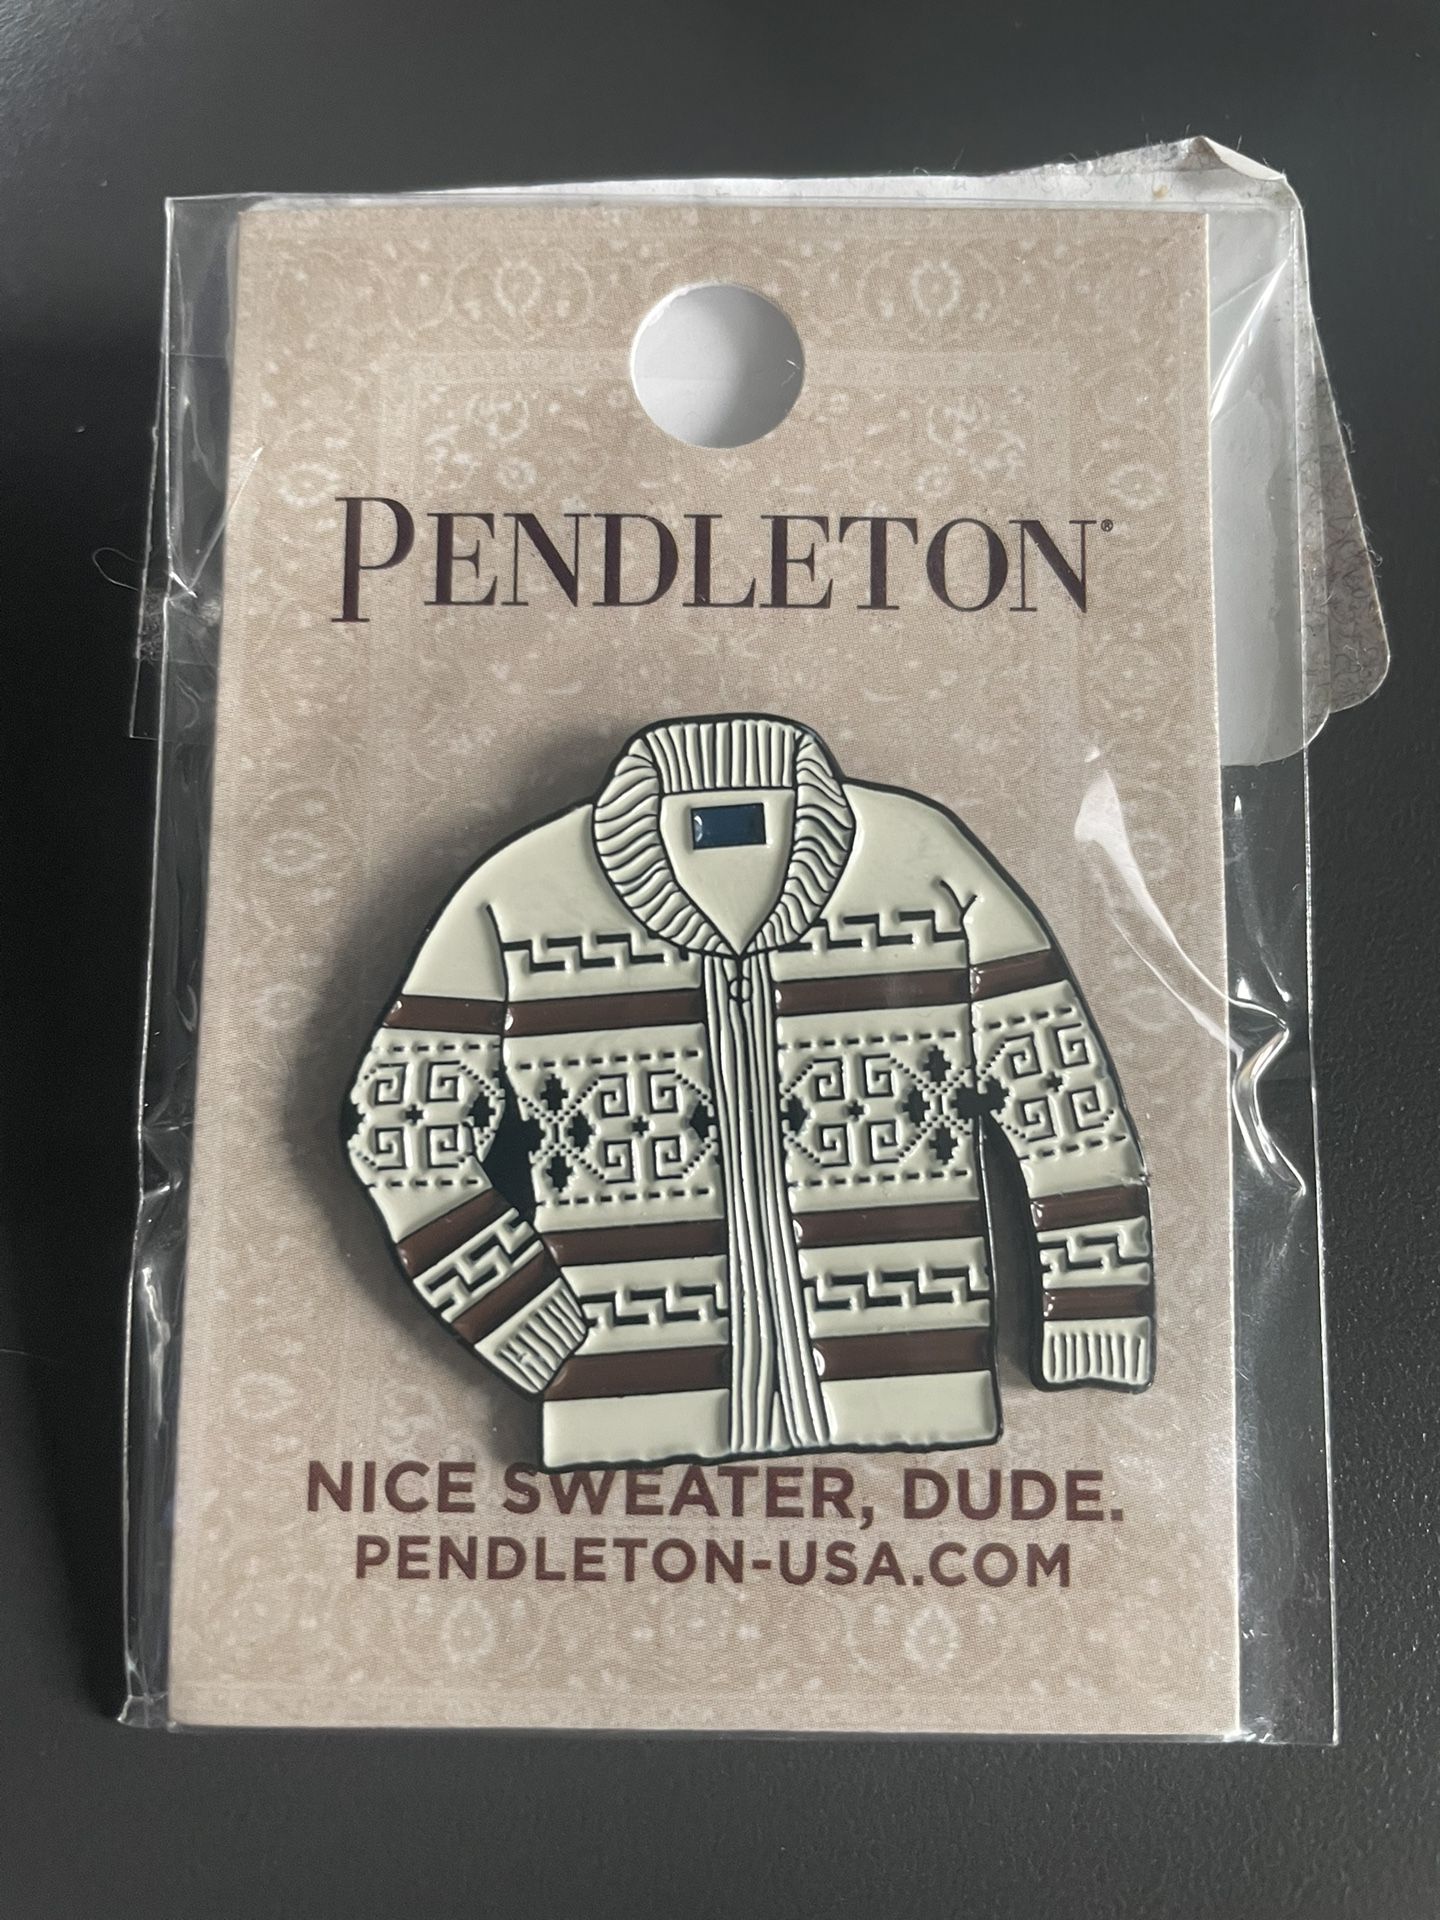 PENDLETON®
NICE SWEATER, DUDE.
PENDLETON-USA.COM